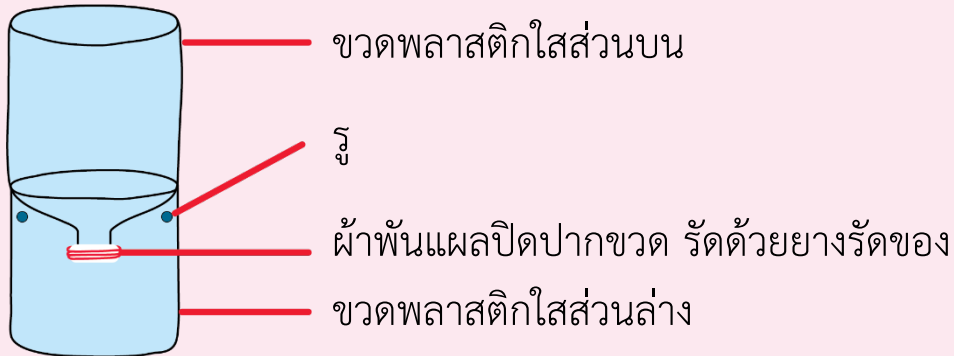 ขวดพลาสติกใสส่วนบน
รู
ผ้าพันแผลปิดปากขวด รัดด้วยยางรัดของ
ขวดพลาสติกใสส่วนล่าง